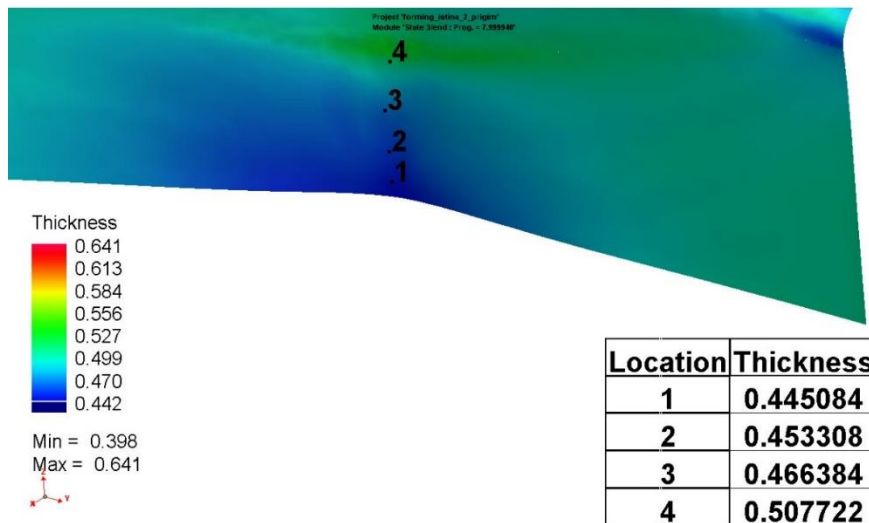 Project 'forming_istina_2_prigim'
Module 'State 3/end : Prog. = 7.999940'
.4
.3
.2
.1
Thickness
0.641
0.613
0.584
0.556
0.527
0.499
0.470
0.442
Min = 0.398
Max = 0.641
Z
X Y
Location Thickness
1 0.445084
2 0.453308
3 0.466384
4 0.507722